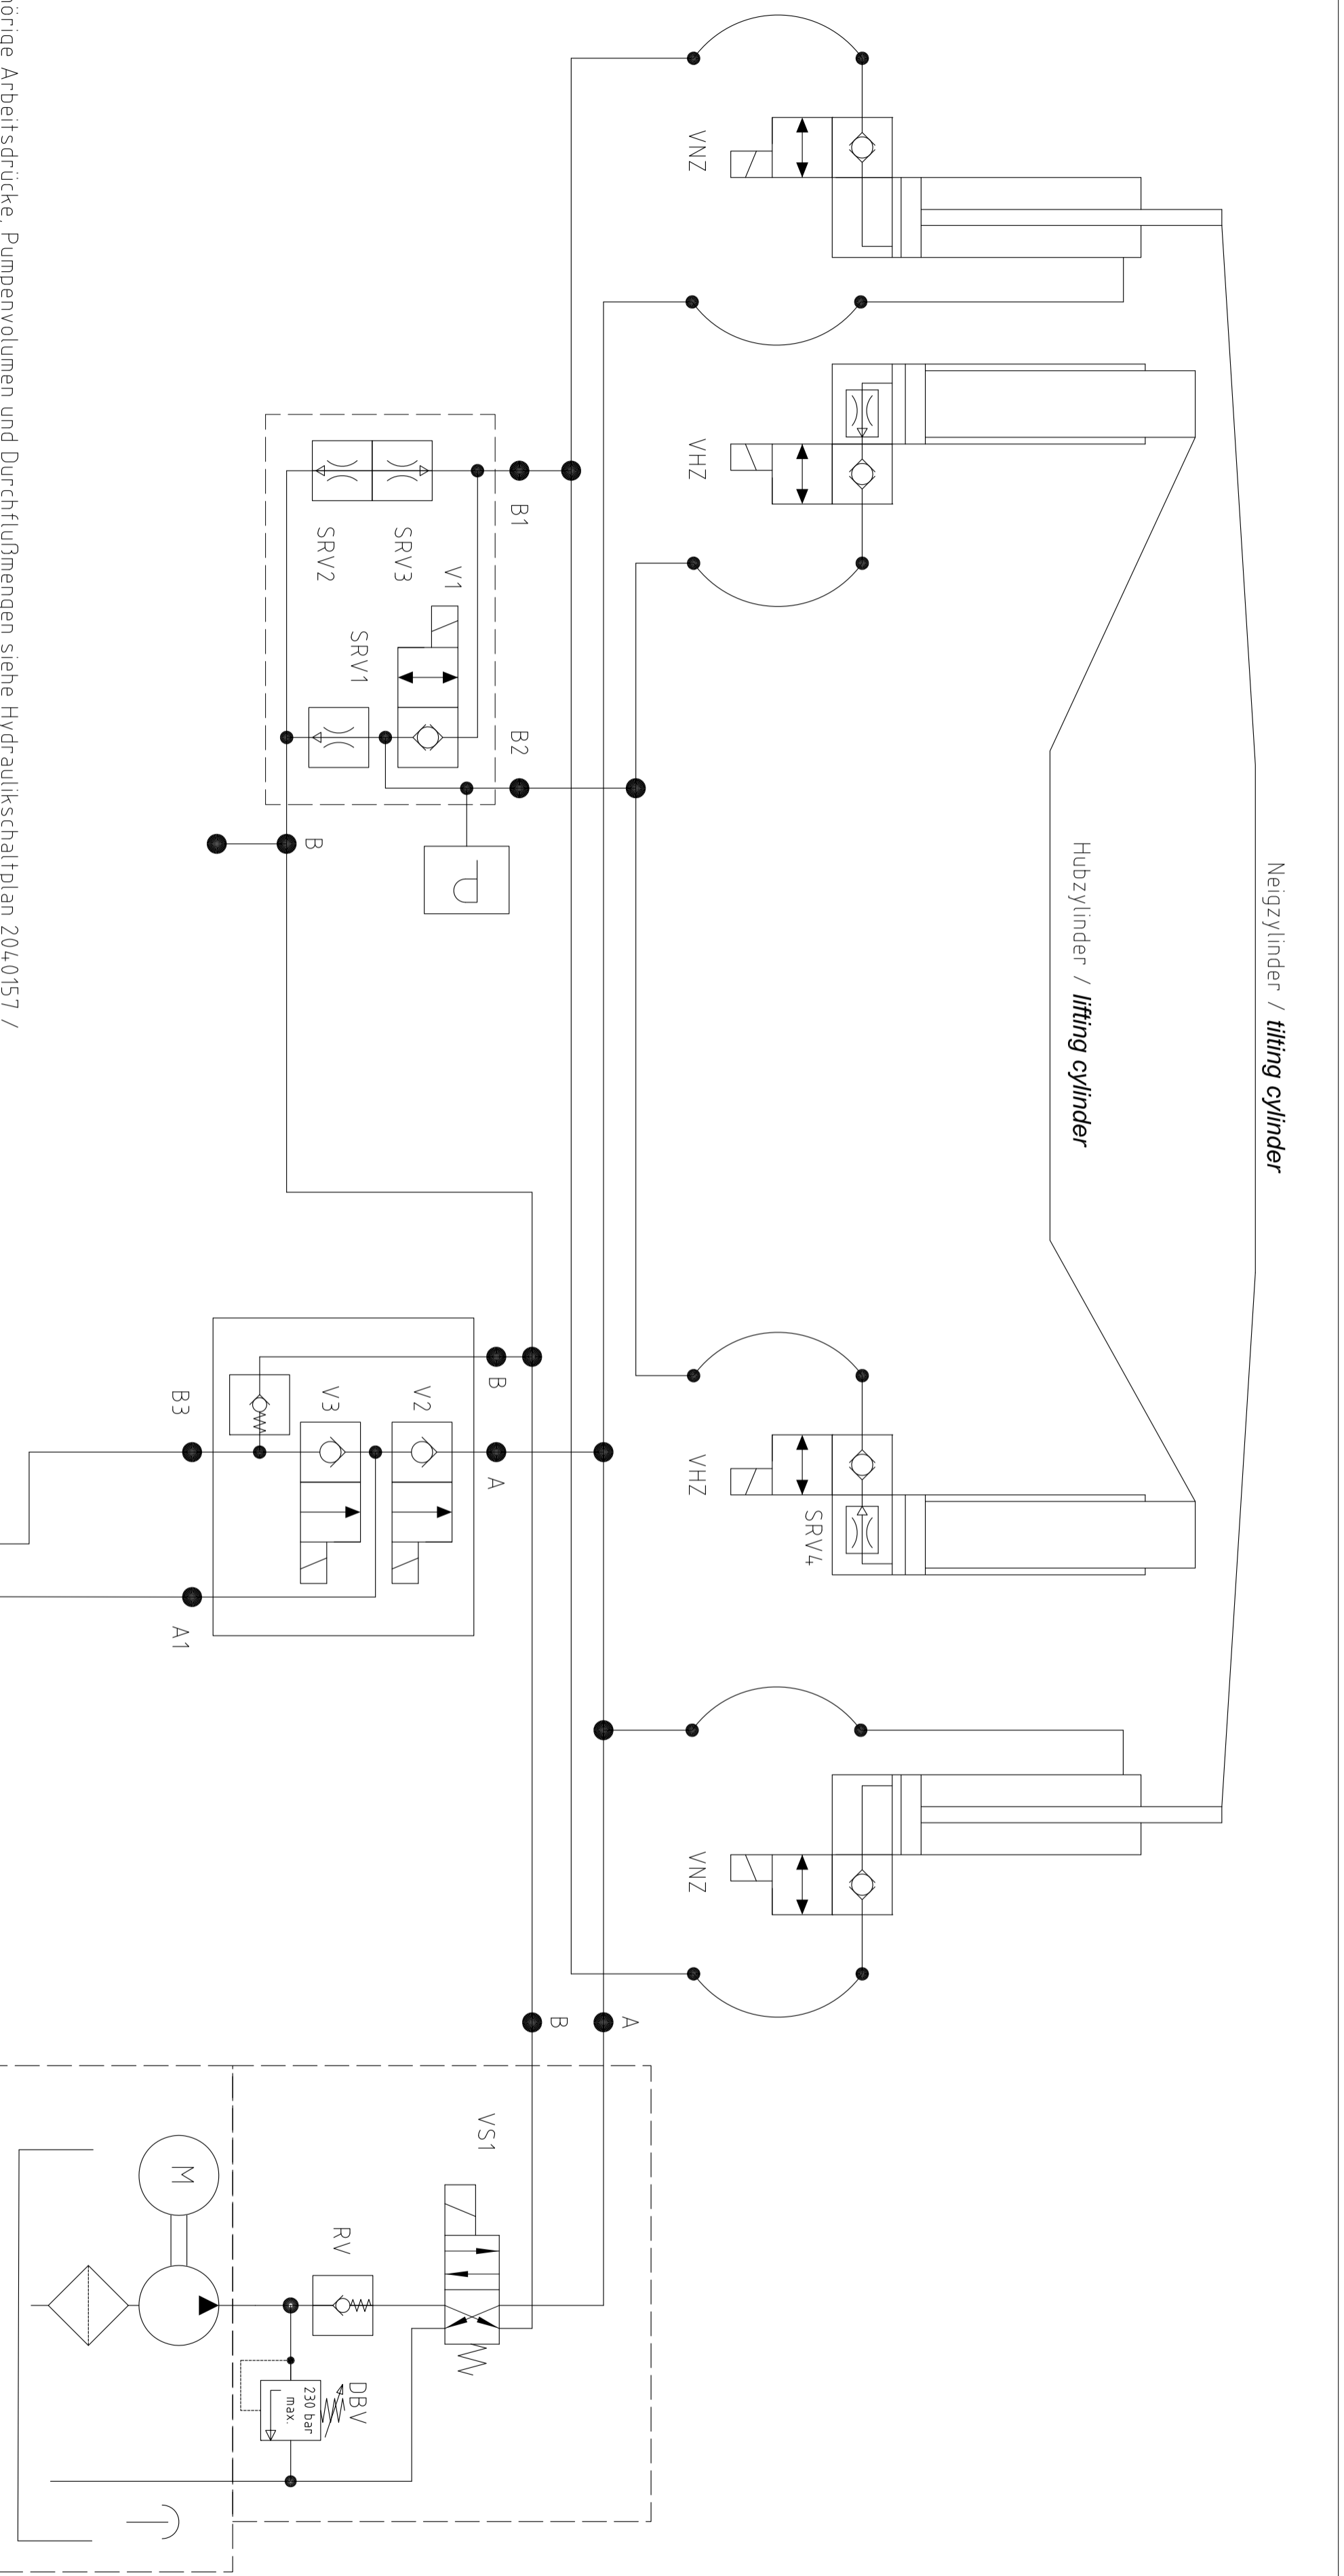 Neigzylinder / tilting cylinder
Hubzylinder / lifting cylinder
SRV4
VNZ
VHZ
VHZ
VNZ
A
B
B1
B2
B
A
VS1
P
V1
V2
SRV3
SRV1
DBV
RV
V3
SRV2
B
230 bar
max.
B3
A1
M
hörige Arbeitsdrücke, Pumpenvolumen und Durchflußmengen siehe Hydraulikschaltplan 2040157 /